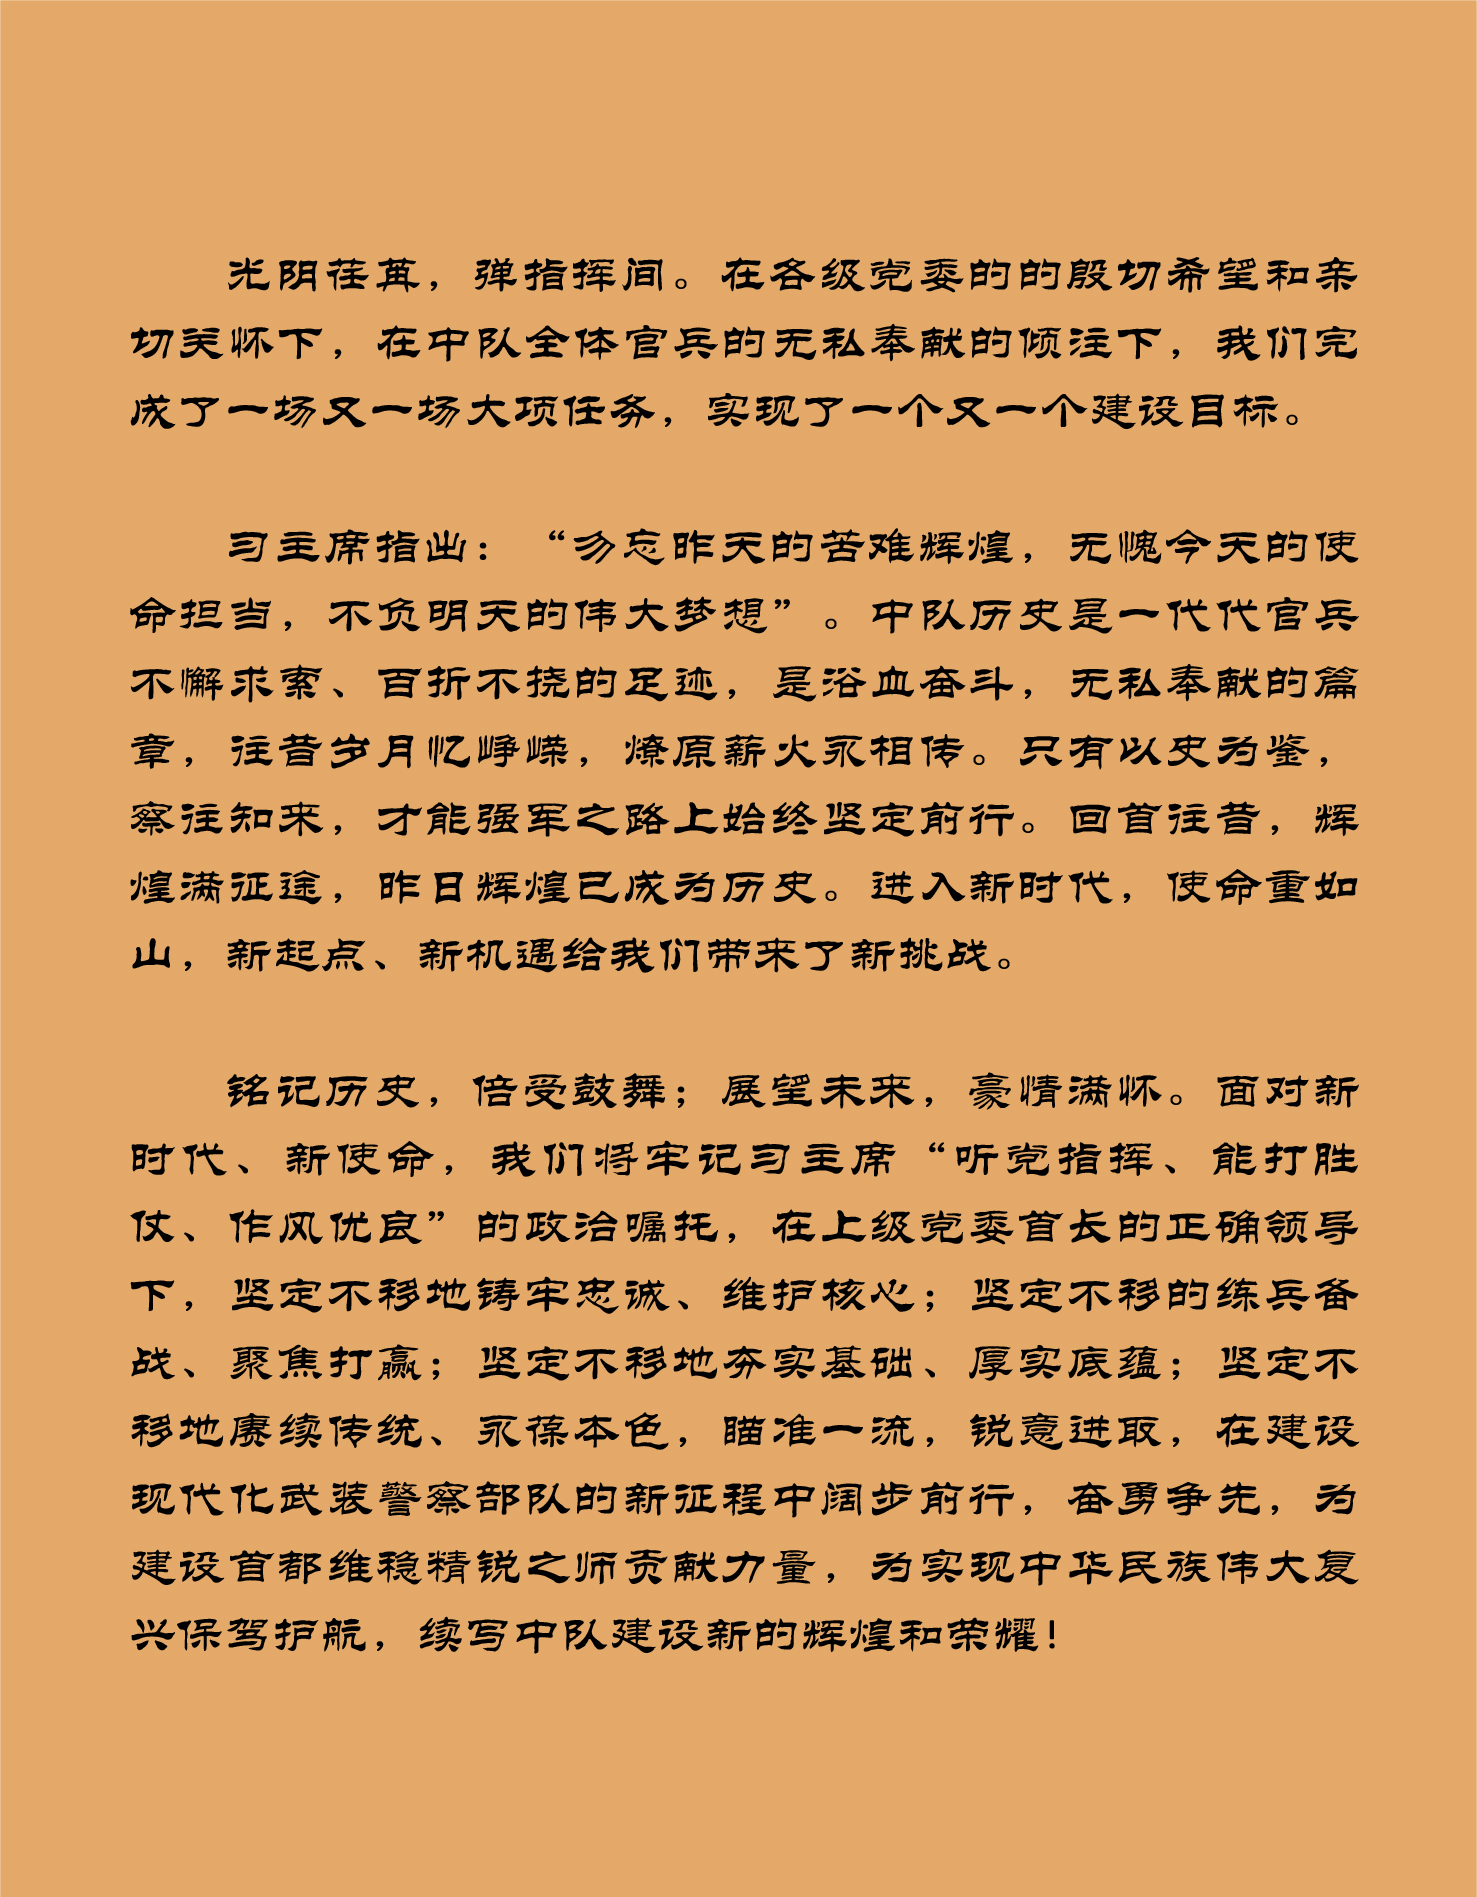 光阴荏苒，弹指挥间。在各级党委的的殷切希望和亲
切关怀下，在中队全体官兵的无私奉献的倾注下，我们完
成了一场又一场大项任务，实现了一个又一个建设目标。
习主席指出：“勿忘昨天的苦难辉煌，无愧今天的使
命担当，不负明天的伟大梦想”。中队历史是一代代官兵
不懈求索、百折不挠的足迹，是浴血奋斗，无私奉献的篇
章，往昔岁月忆峥嵘，燎原薪火永相传。只有以史为鉴，
察往知来，才能强军之路上始终坚定前行。回首往昔，辉
煌满征途，昨日辉煌已成为历史。进入新时代，使命重如
山，新起点、新机遇给我们带来了新挑战。
铭记历史，倍受鼓舞；展望未来，豪情满怀。面对新
时代、新使命，我们将牢记习主席“听党指挥、能打胜
仗、作风优良”的政治嘱托，在上级党委首长的正确领导
下，坚定不移地铸牢忠诚、维护核心；坚定不移的练兵备
战、聚焦打赢；坚定不移地夯实基础、厚实底蕴；坚定不
移地赓续传统、永葆本色，瞄准一流，锐意进取，在建设
现代化武装警察部队的新征程中阔步前行，奋勇争先，为
建设首都维稳精锐之师贡献力量，为实现中华民族伟大复
兴保驾护航，续写中队建设新的辉煌和荣耀！